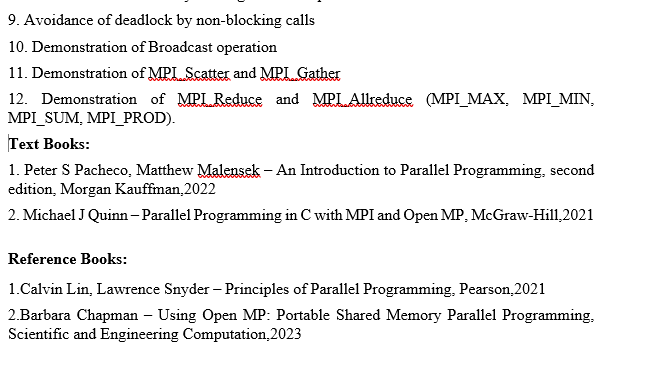 9. Avoidance of deadlock by non-blocking calls
10. Demonstration of Broadcast operation
11. Demonstration of MPI_Scatter and MPI_Gather
12. Demonstration of MPI_Reduce and MPI_Allreduce (MPI_MAX, MPI_MIN,
MPI_SUM, MPI_PROD).
Text Books:
1. Peter S Pacheco, Matthew Malensek – An Introduction to Parallel Programming, second
edition, Morgan Kauffman,2022
2. Michael J Quinn – Parallel Programming in C with MPI and Open MP, McGraw-Hill,2021
Reference Books:
1.Calvin Lin, Lawrence Snyder – Principles of Parallel Programming, Pearson,2021
2.Barbara Chapman – Using Open MP: Portable Shared Memory Parallel Programming,
Scientific and Engineering Computation,2023